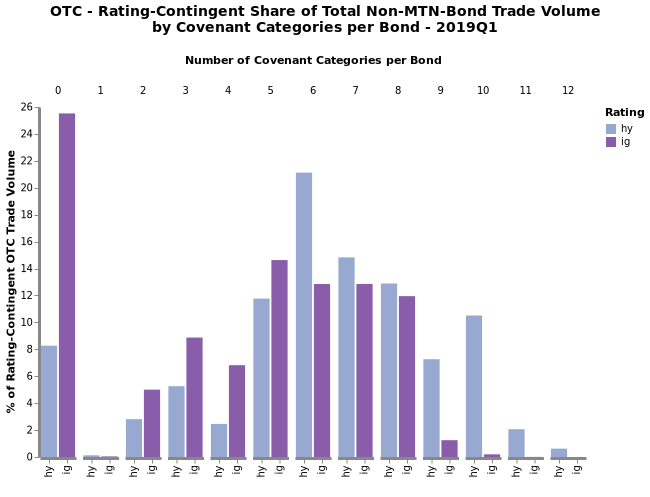 OTC - Rating-Contingent Share of Total Non-MTN-Bond Trade Volume
by Covenant Categories per Bond - 2019Q1
Number of Covenant Categories per Bond
0 1 2 3 4 5 6 7 8 9 10 11 12
% of Rating-Contingent OTC Trade Volume
26
24
22
20
18
16
14
12
10
8
6
4
2
0
hy ig hy ig hy ig hy ig hy ig hy ig hy ig hy ig hy ig hy ig hy ig hy ig hy ig
Rating
hy
ig